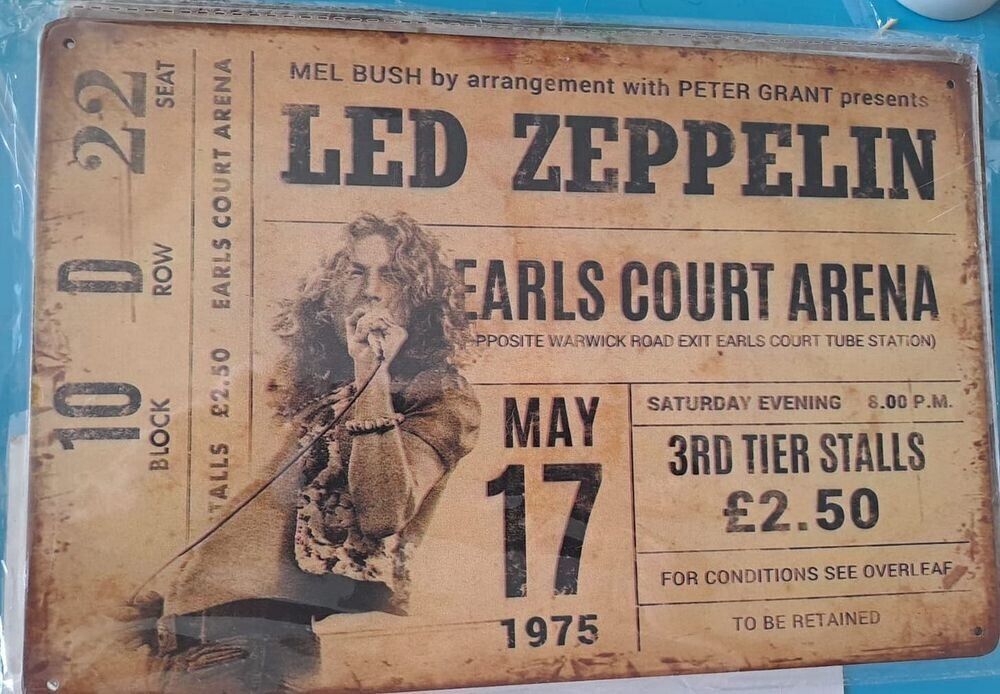 22 SEAT
D ROW
10 BLOCK
TALLS £2.50 EARLS COURT ARENA
MEL BUSH by arrangement with PETER GRANT presents
LED ZEPPELIN
EARLS COURT ARENA
PPOSITE WARWICK ROAD EXIT EARLS COURT TUBE STATION)
MAY
17
1975
SATURDAY EVENING 8.00 P.M.
3RD TIER STALLS
£2.50
FOR CONDITIONS SEE OVERLEAF
TO BE RETAINED